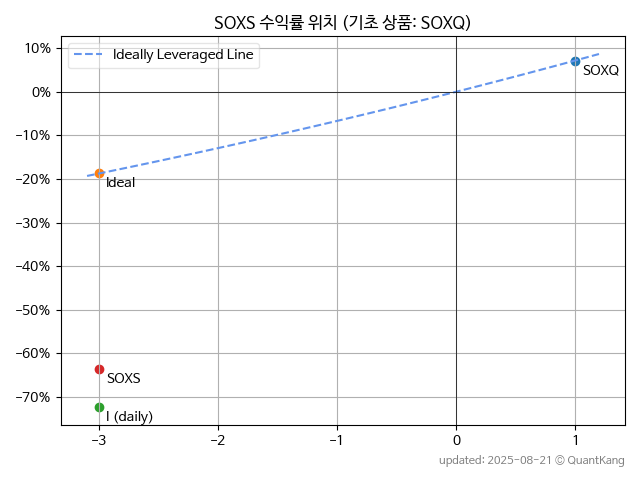 SOXS 수익률 위치 (기초 상품: SOXQ)
Ideally Leveraged Line
10%
0%
-10%
-20%
-30%
-40%
-50%
-60%
-70%
SOXQ
Ideal
SOXS
I (daily)
-3
-2
-1
0
1
updated: 2025-08-21 © QuantKang